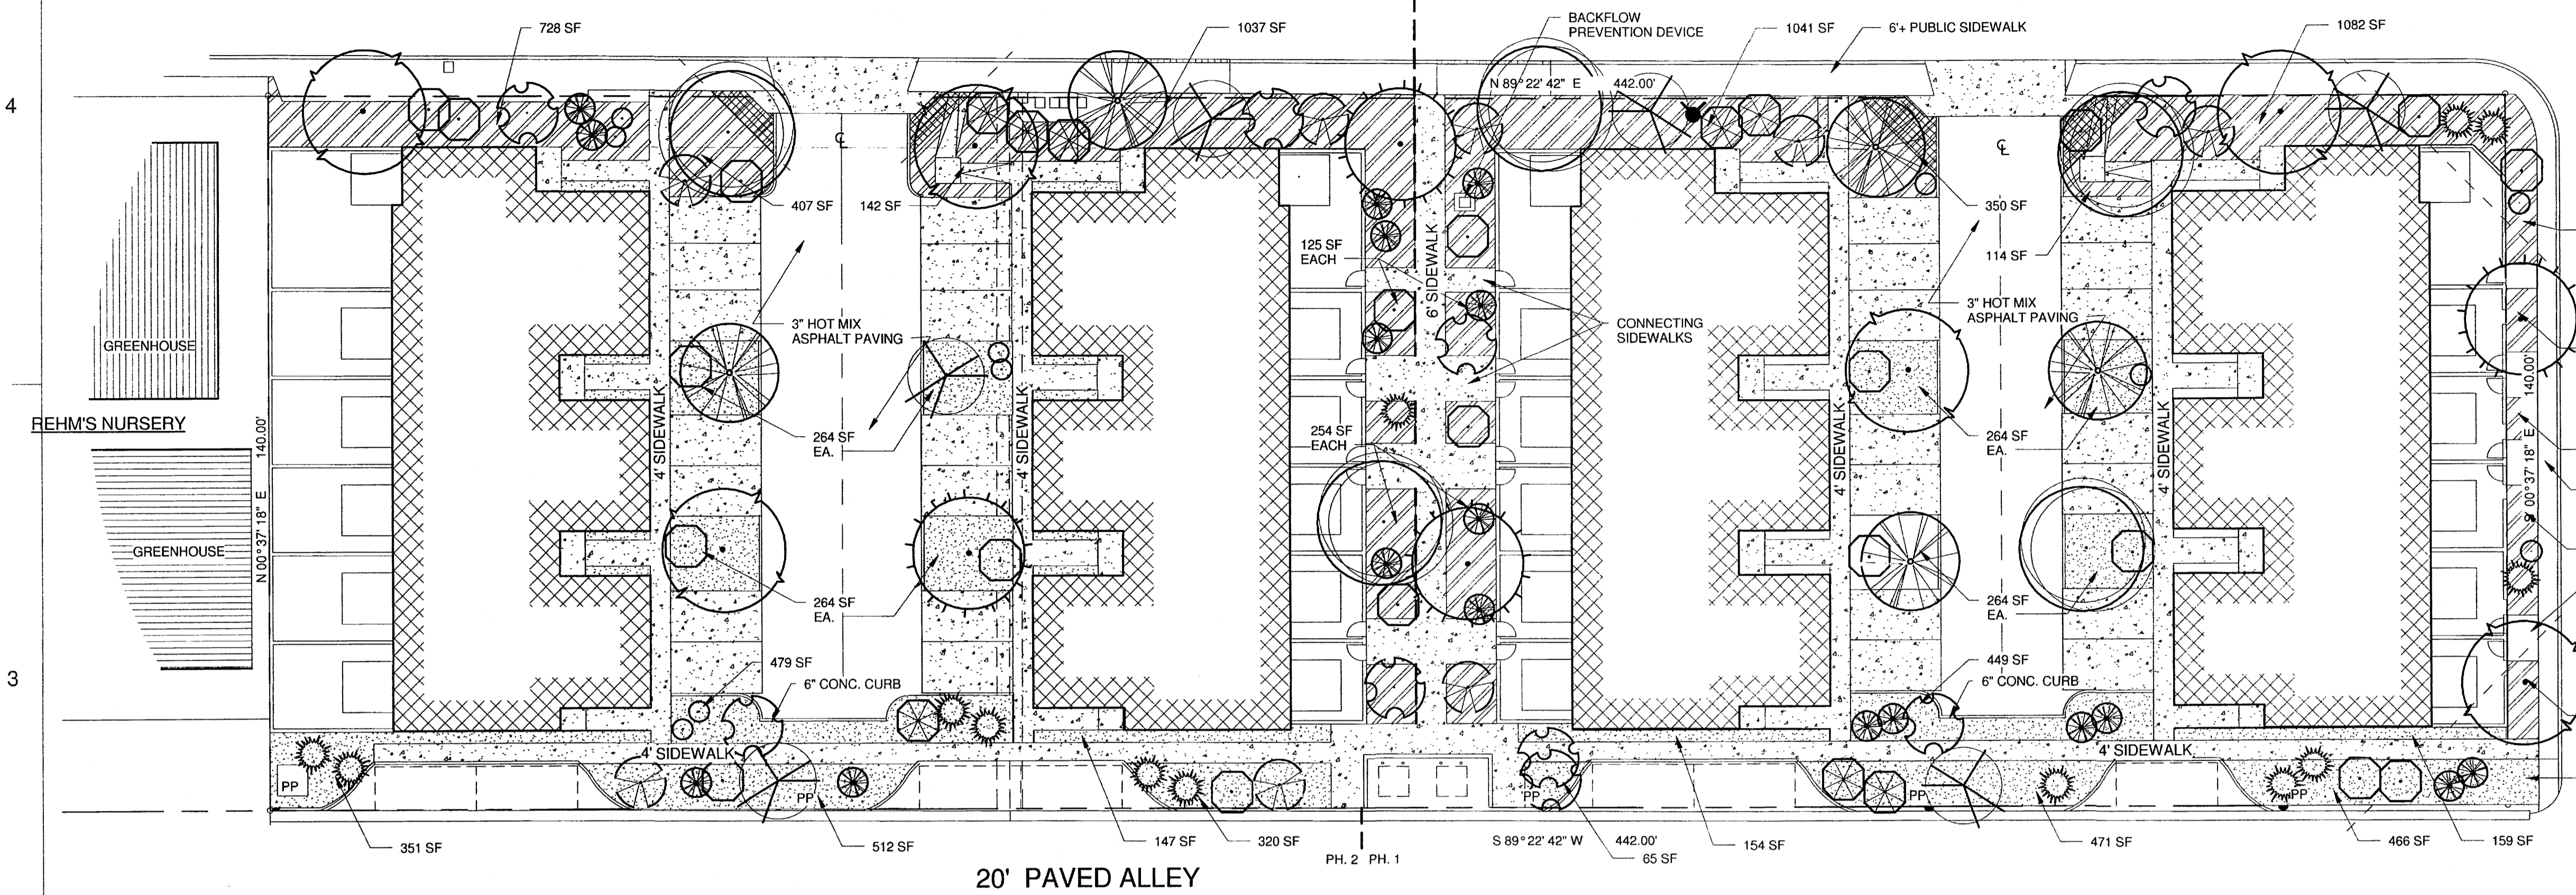 4
728 SF
1037 SF
BACKFLOW
PREVENTION DEVICE
1041 SF
6'+ PUBLIC SIDEWALK
1082 SF
N 89° 22' 42" E 442.00'
℄
℄
407 SF
142 SF
125 SF
EACH
6' SIDEWALK
350 SF
114 SF
3" HOT MIX
ASPHALT PAVING
3" HOT MIX
ASPHALT PAVING
CONNECTING
SIDEWALKS
GREENHOUSE
REHM'S NURSERY
GREENHOUSE
N 00° 37' 18" E 140.00'
4' SIDEWALK
4' SIDEWALK
4' SIDEWALK
4' SIDEWALK
S 00° 37' 18" E 140.00'
264 SF
EA.
254 SF
EACH
264 SF
EA.
264 SF
EA.
264 SF
EA.
3
479 SF
6" CONC. CURB
449 SF
6" CONC. CURB
4' SIDEWALK
4' SIDEWALK
PP
PP
PP
PP
PP
351 SF
512 SF
147 SF
320 SF
PH. 2 PH. 1
S 89° 22' 42" W 442.00'
65 SF
154 SF
471 SF
466 SF
159 SF
20' PAVED ALLEY